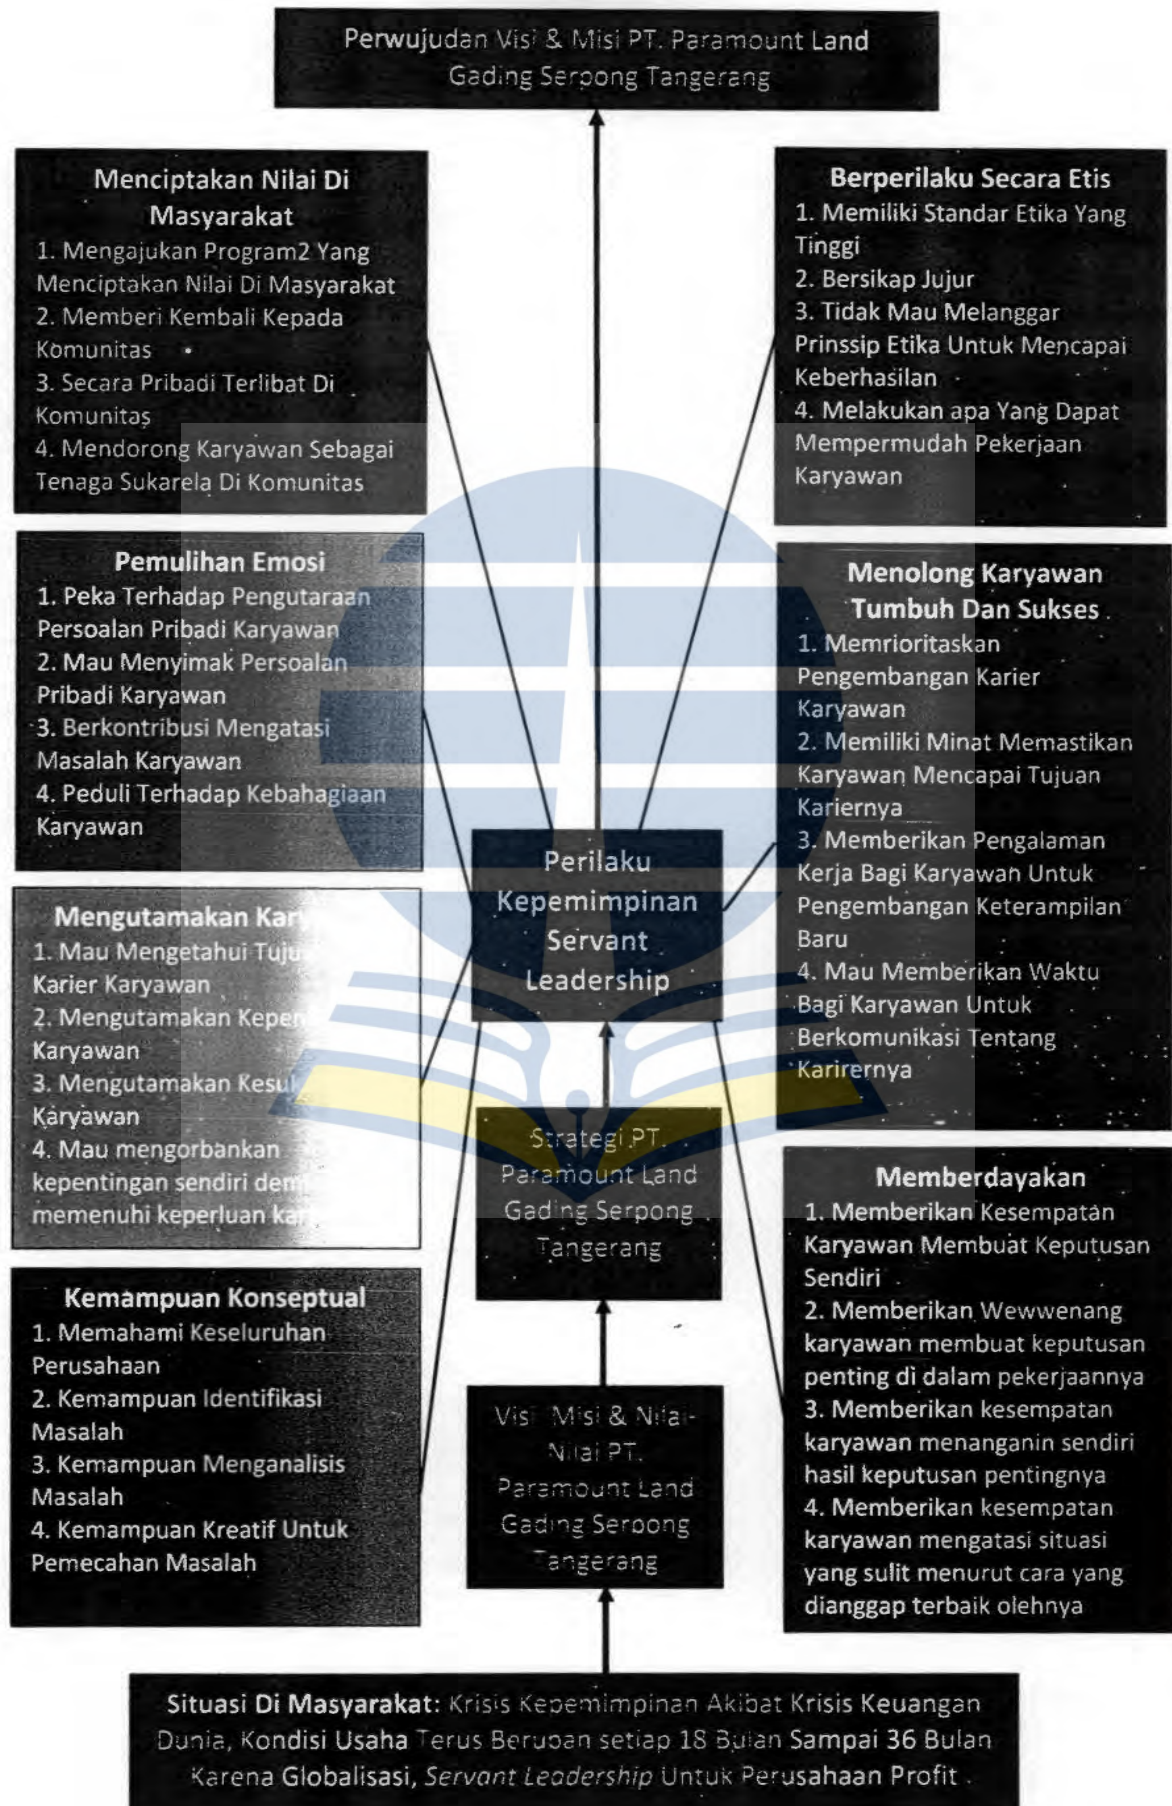 Perwujudan Visi & Misi PT. Paramount Land
Gading Serpong Tangerang
Menciptakan Nilai Di
Masyarakat
1. Mengajukan Program2 Yang
Menciptakan Nilai Di Masyarakat
2. Memberi Kembali Kepada
Komunitas
3. Secara Pribadi Terlibat Di
Komunitas
4. Mendorong Karyawan Sebagai
Tenaga Sukarela Di Komunitas
Pemulihan Emosi
1. Peka Terhadap Pengutaraan
Persoalan Pribadi Karyawan
2. Mau Menyimak Persoalan
Pribadi Karyawan
3. Berkontribusi Mengatasi
Masalah Karyawan
4. Peduli Terhadap Kebahagiaan
Karyawan
Mengutamakan
1. Mau Mengetahui
Karier Karyawan
2. Mengutamakan
Karyawan
3. Mengutamakan
Karyawan
4. Mau mengorbankan
kepentingan sendiri
memenuhi keperluan
Kemampuan Konseptual
1. Memahami Keseluruhan
Perusahaan
2. Kemampuan Identifikasi
Masalah
3. Kemampuan Menganalisis
Masalah
4. Kemampuan Kreatif Untuk
Pemecahan Masalah
Perilaku
Kepemimpinan
Servant
Leadership
Strategi PT.
Paramount Land
Gading Serpong
Tangerang
Visi Misi & Nilai-
Nilai PT.
Paramount Land
Gading Serpong
Tangerang
Berperilaku Secara Etis
1. Memiliki Standar Etika Yang
Tinggi
2. Bersikap Jujur
3. Tidak Mau Melanggar
Prinssip Etika Untuk Mencapai
Keberhasilan
4. Melakukan apa Yang Dapat
Mempermudah Pekerjaan
Karyawan
Menolong Karyawan
Tumbuh Dan Sukses
1. Memrioritaskan
Pengembangan Karier
Karyawan
2. Memiliki Minat Memastikan
Karyawan Mencapai Tujuan
Kariernya
3. Memberikan Pengalaman
Kerja Bagi Karyawan Untuk
Pengembangan Keterampilan
Baru
4. Mau Memberikan Waktu
Bagi Karyawan Untuk
Berkomunikasi Tentang
Karirernya
Memberdayakan
1. Memberikan Kesempatan
Karyawan Membuat Keputusan
Sendiri
2. Memberikan Wewwenang
karyawan membuat keputusan
penting di dalam pekerjaannya
3. Memberikan kesempatan
karyawan menanganin sendiri
hasil keputusan pentingnya
4. Memberikan kesempatan
karyawan mengatasi situasi
yang sulit menurut cara yang
dianggap terbaik olehnya
Situasi Di Masyarakat: Krisis Kepemimpinan Akibat Krisis Keuangan
Dunia, Kondisi Usaha Terus Berubah setiap 18 Bulan Sampai 36 Bulan
Karena Globalisasi, Servant Leadership Untuk Perusahaan Profit